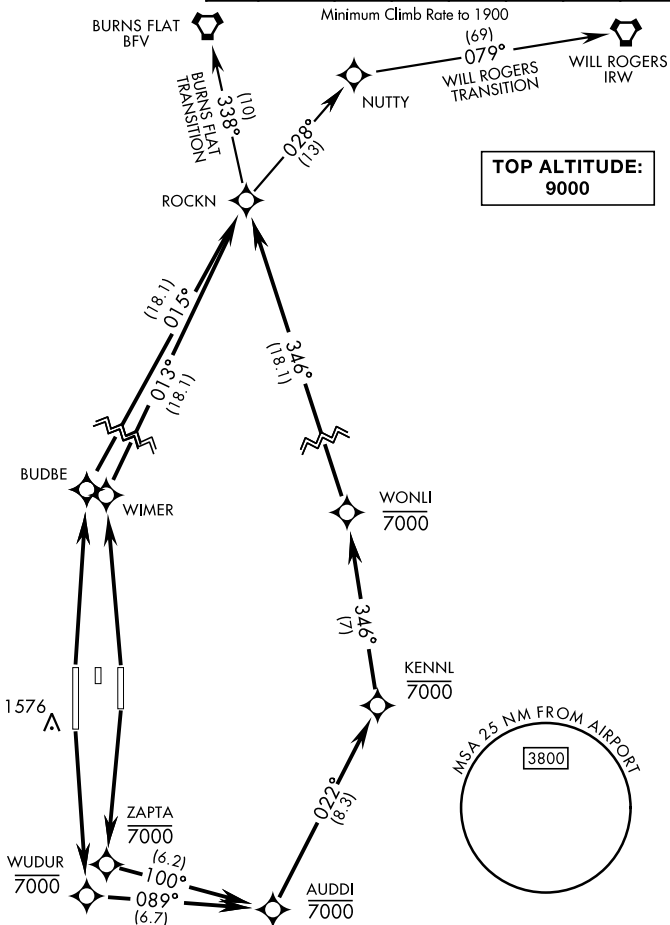 Minimum Climb Rate to 1900
BURNS FLAT
BFV
(69)
079°
WILL ROGERS
TRANSITION
WILL ROGERS
IRW
NUTTY
(10)
338°
BURNS FLAT
TRANSITION
028°
(13)
TOP ALTITUDE:
9000
ROCKN
(18.1)
015°
013°
(18.1)
346°
(18.1)
BUDBE
WIMER
WONLI
7000
346°
(7)
KENNL
7000
1576
MSA 25 NM FROM AIRPORT
3800
022°
(8.3)
ZAPTA
7000
(6.2)
100°
WUDUR
7000
089°
(6.7)
AUDDI
7000